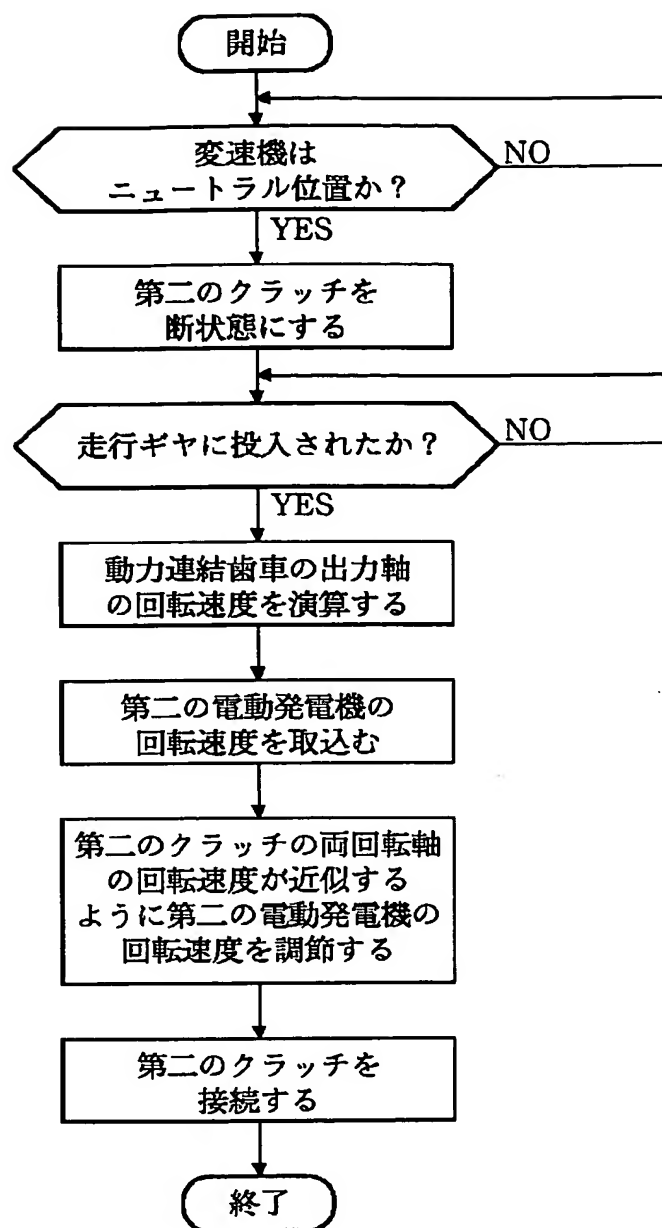 開始
変速機は
ニュートラル位置か？
NO
YES
第二のクラッチを
断状態にする
走行ギヤに投入されたか？
NO
YES
動力連結歯車の出力軸
の回転速度を演算する
第二の電動発電機の
回転速度を取込む
第二のクラッチの両回転軸
の回転速度が近似する
ように第二の電動発電機の
回転速度を調節する
第二のクラッチを
接続する
終了